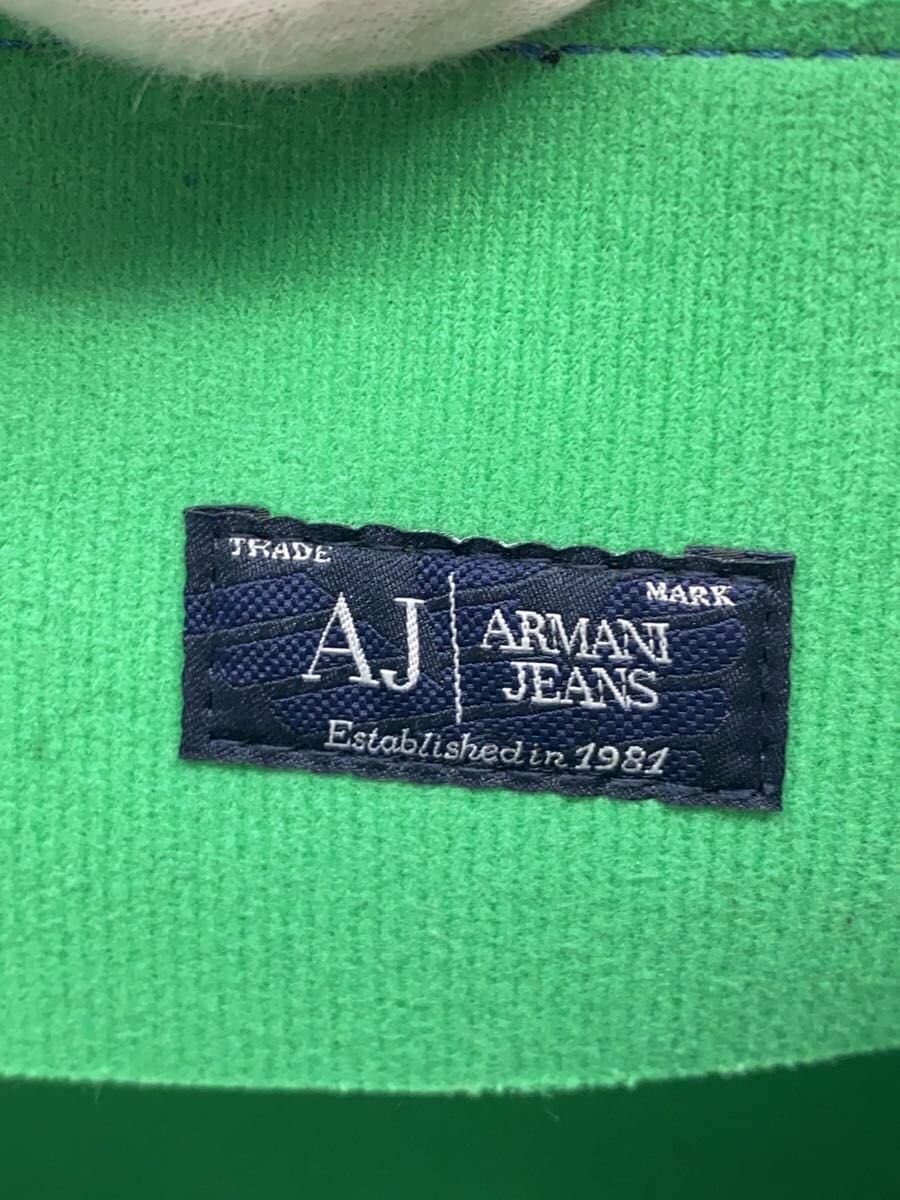 TRADE
MARK
AJ
ARMANI
JEANS
Established in 1981